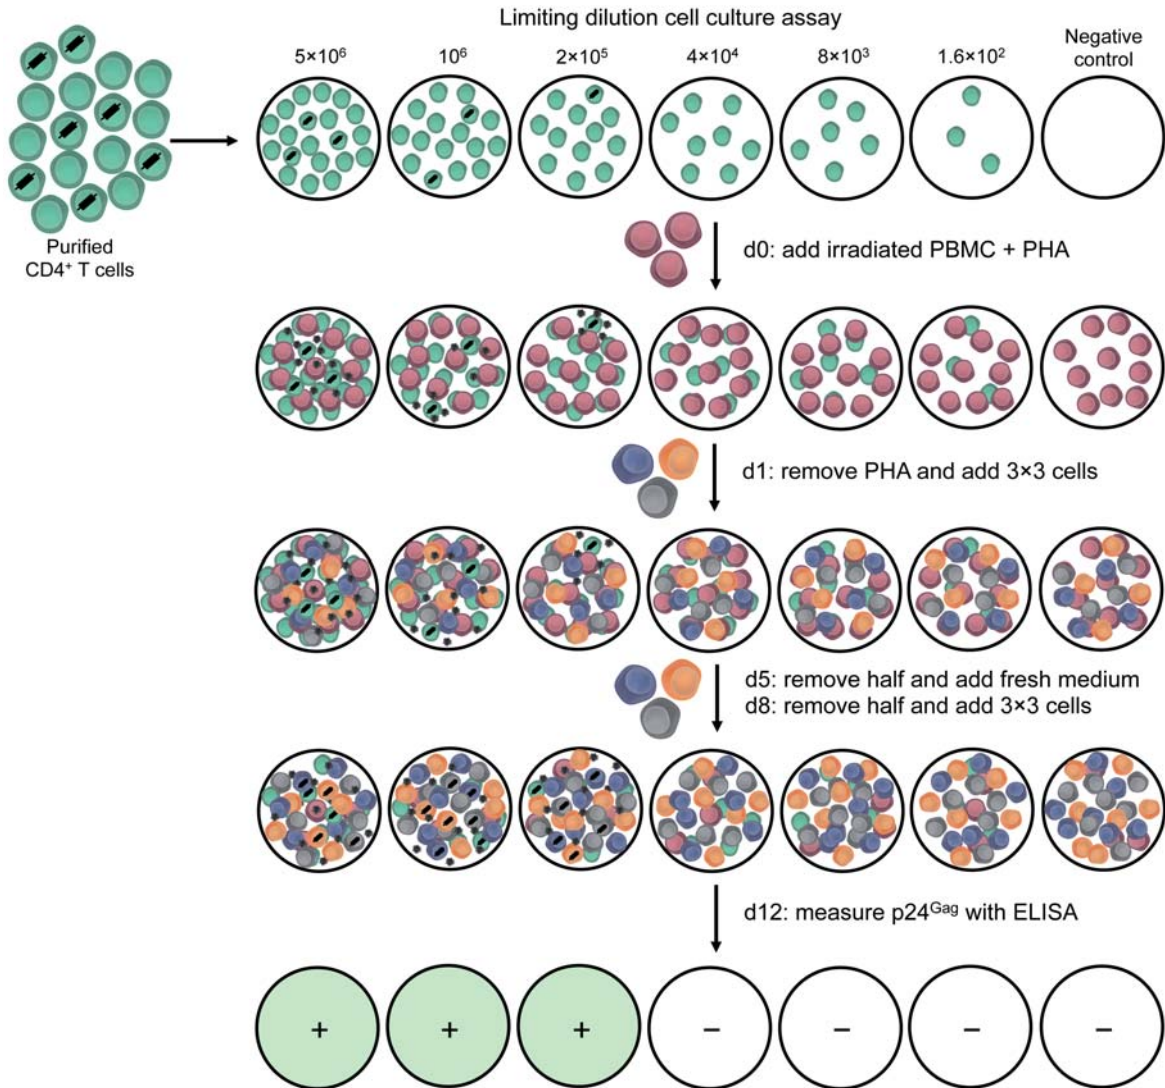 Limiting dilution cell culture assay
5×10⁶
10⁶
2×10⁵
4×10⁴
8×10³
1.6×10²
Negative
control
Purified
CD4⁺ T cells
d0: add irradiated PBMC + PHA
d1: remove PHA and add 3×3 cells
d5: remove half and add fresh medium
d8: remove half and add 3×3 cells
d12: measure p24ᴳᵃᵍ with ELISA
+
+
+
−
−
−
−